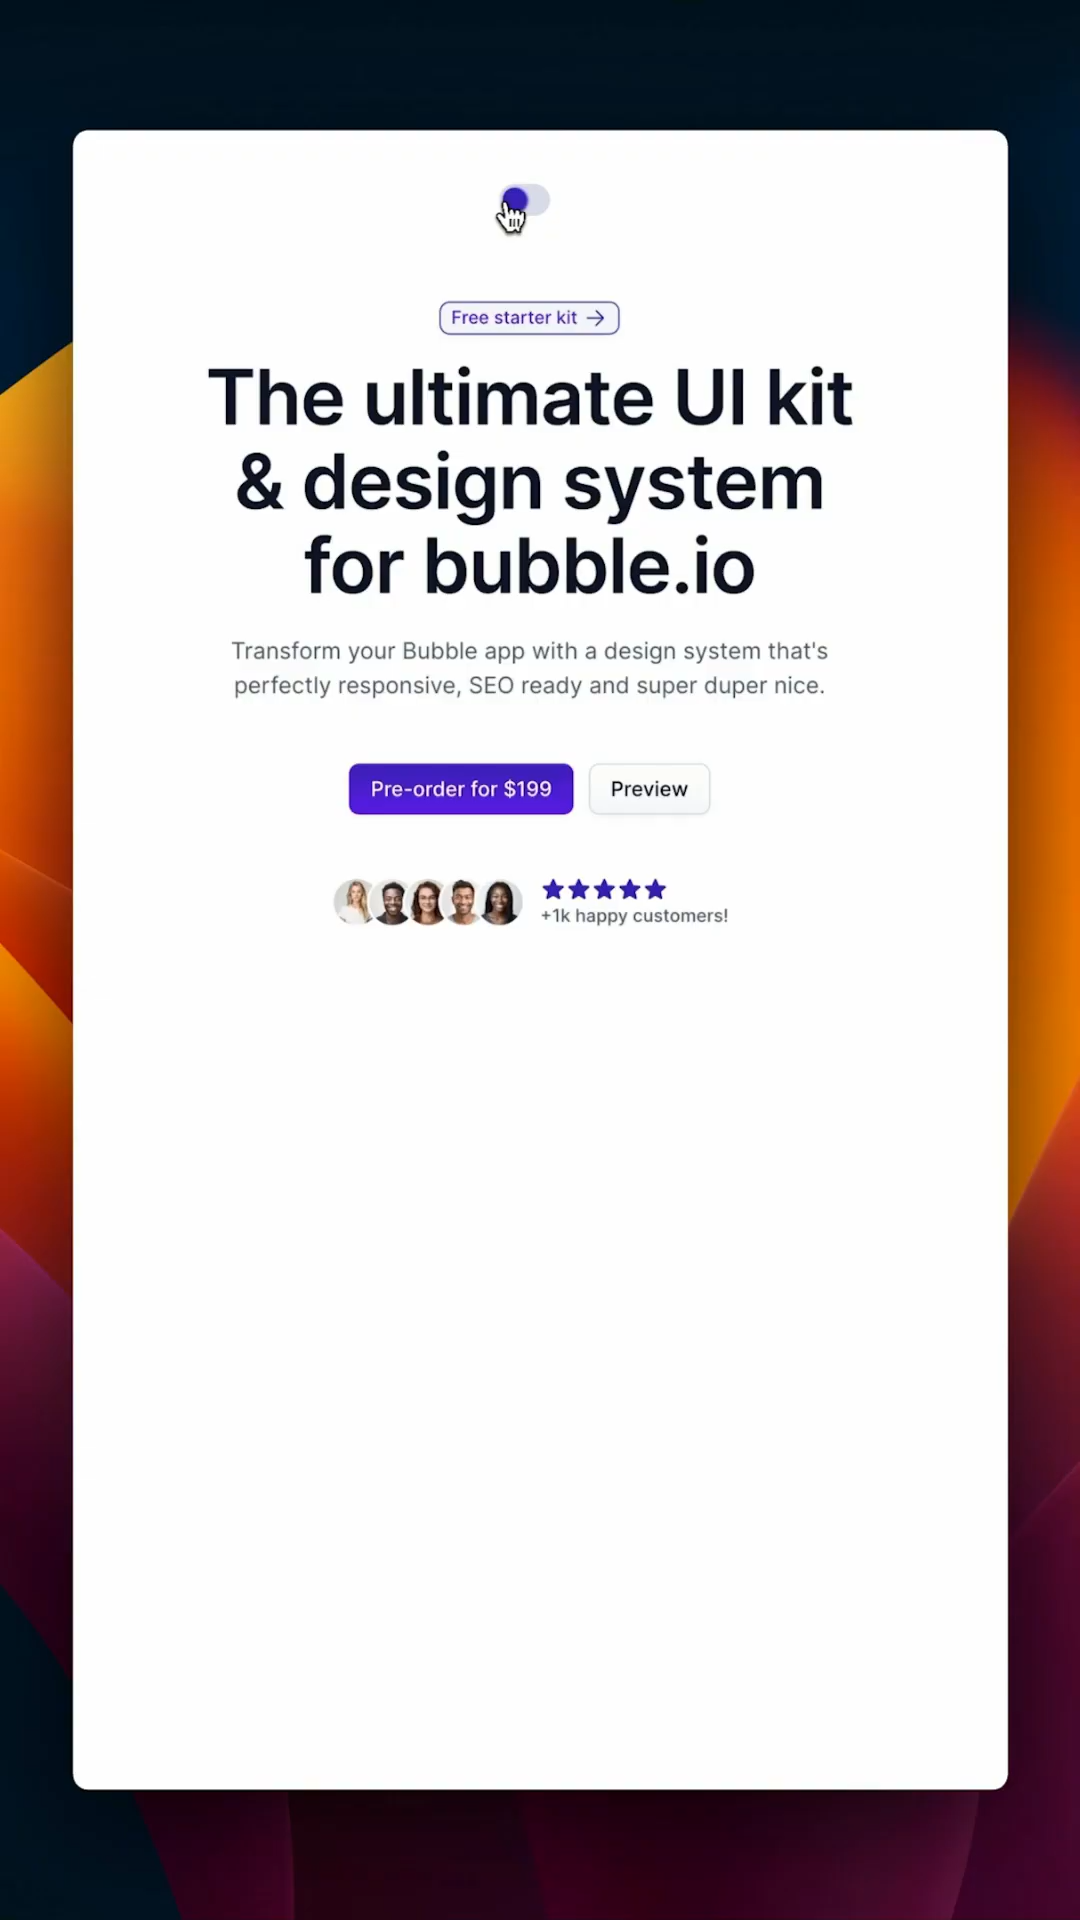 Free starter kit →
The ultimate UI kit
& design system
for bubble.io
Transform your Bubble app with a design system that's
perfectly responsive, SEO ready and super duper nice.
Pre-order for $199
Preview
+1k happy customers!